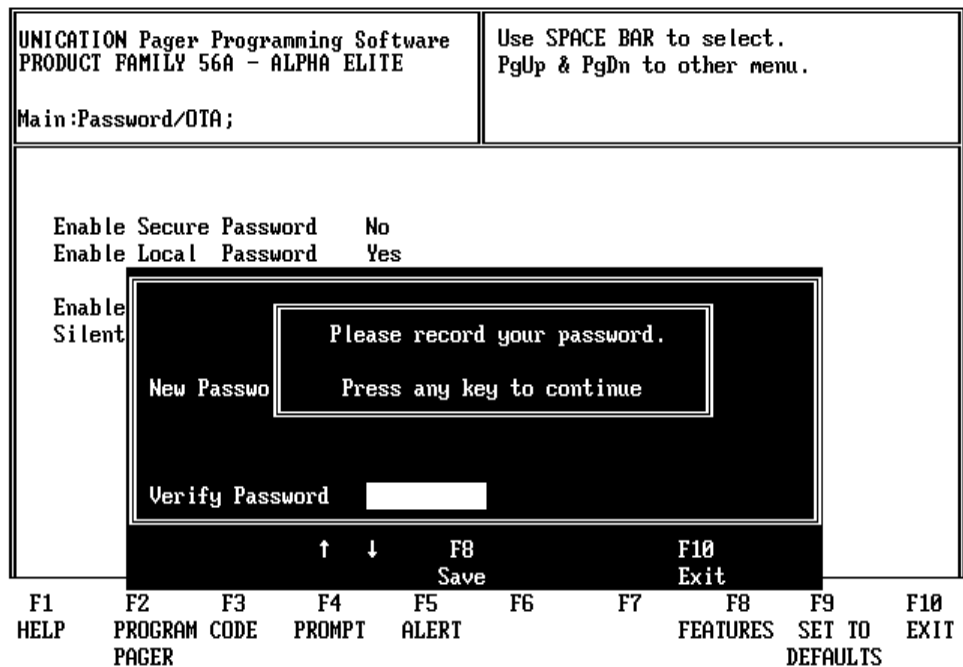 UNICATION Pager Programming Software
PRODUCT FAMILY 56A - ALPHA ELITE
Main:Password/OTA;
Use SPACE BAR to select.
PgUp & PgDn to other menu.
Enable Secure Password No
Enable Local Password Yes
Enable
Silent
Please record your password.
Press any key to continue
New Passwo
Verify Password
↑ ↓ F8 F10
Save Exit
F1 F2 F3 F4 F5 F6 F7 F8 F9 F10
HELP PROGRAM CODE PROMPT ALERT FEATURES SET TO EXIT
PAGER DEFAULTS